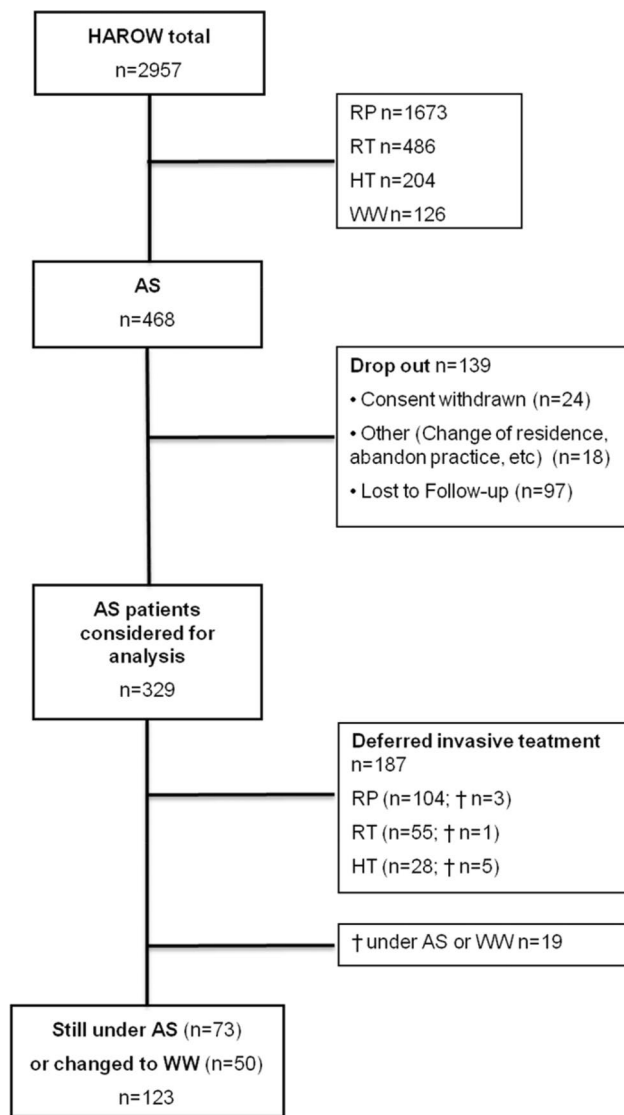 HAROW total
n=2957
RP n=1673
RT n=486
HT n=204
WW n=126
AS
n=468
Drop out n=139
• Consent withdrawn (n=24)
• Other (Change of residence,
abandon practice, etc) (n=18)
• Lost to Follow-up (n=97)
AS patients
considered for
analysis
n=329
Deferred invasive teatment
n=187
RP (n=104; † n=3)
RT (n=55; † n=1)
HT (n=28; † n=5)
† under AS or WW n=19
Still under AS (n=73)
or changed to WW (n=50)
n=123